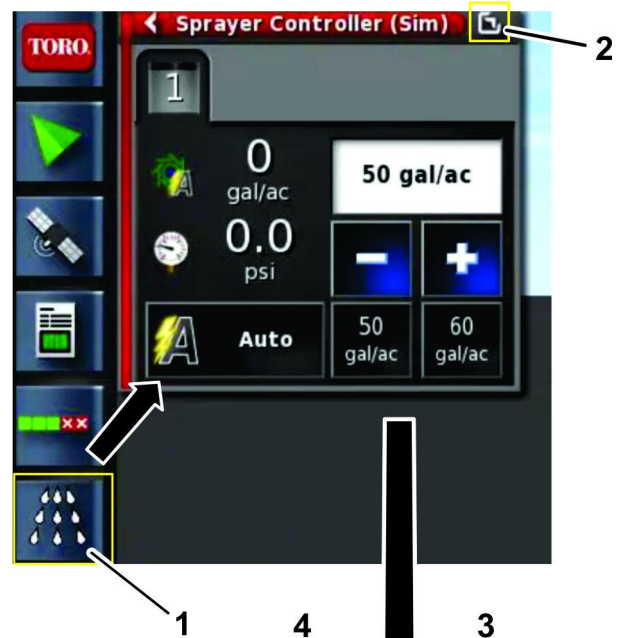 TORO.
Sprayer Controller (Sim)
2
1
0
gal/ac
50 gal/ac
0.0
psi
- +
Auto
50
gal/ac
60
gal/ac
A
xx
1
4
3